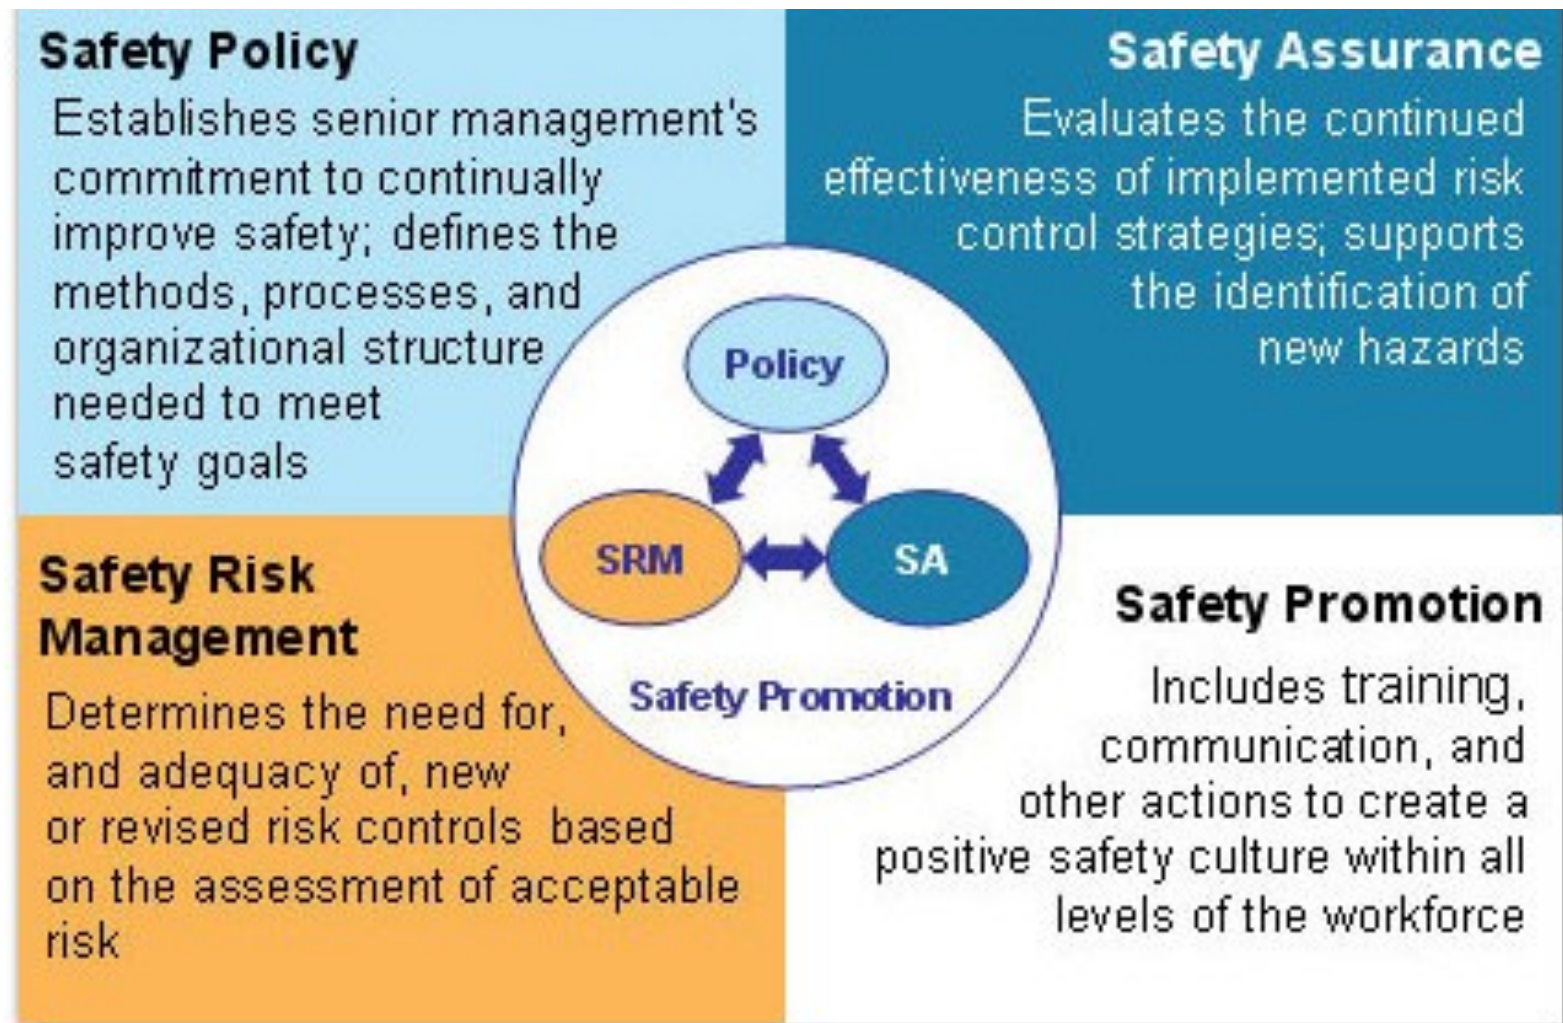 Safety Policy
Establishes senior management's
commitment to continually
improve safety; defines the
methods, processes, and
organizational structure
needed to meet
safety goals
Safety Assurance
Evaluates the continued
effectiveness of implemented risk
control strategies; supports
the identification of
new hazards
Policy
SRM
SA
Safety Promotion
Safety Risk
Management
Determines the need for,
and adequacy of, new
or revised risk controls based
on the assessment of acceptable
risk
Safety Promotion
Includes training,
communication, and
other actions to create a
positive safety culture within all
levels of the workforce